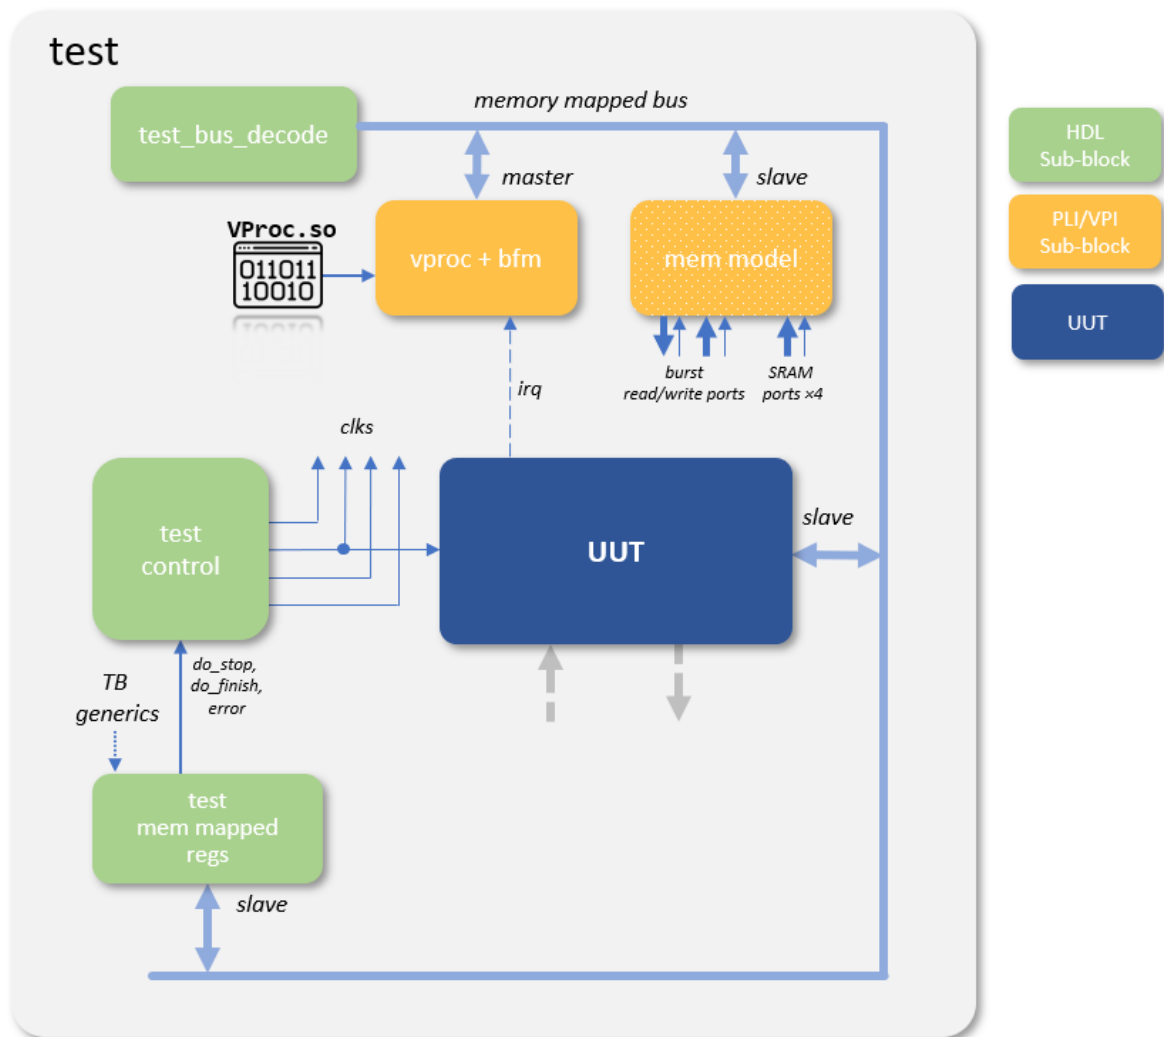 test
memory mapped bus
test_bus_decode
master
slave
VProc.so
011011
10010
vproc + bfm
mem model
burst
read/write ports
SRAM
ports ×4
irq
clks
test
control
UUT
slave
do_stop,
do_finish,
error
TB
generics
test
mem mapped
regs
slave
HDL
Sub-block
PLI/VPI
Sub-block
UUT